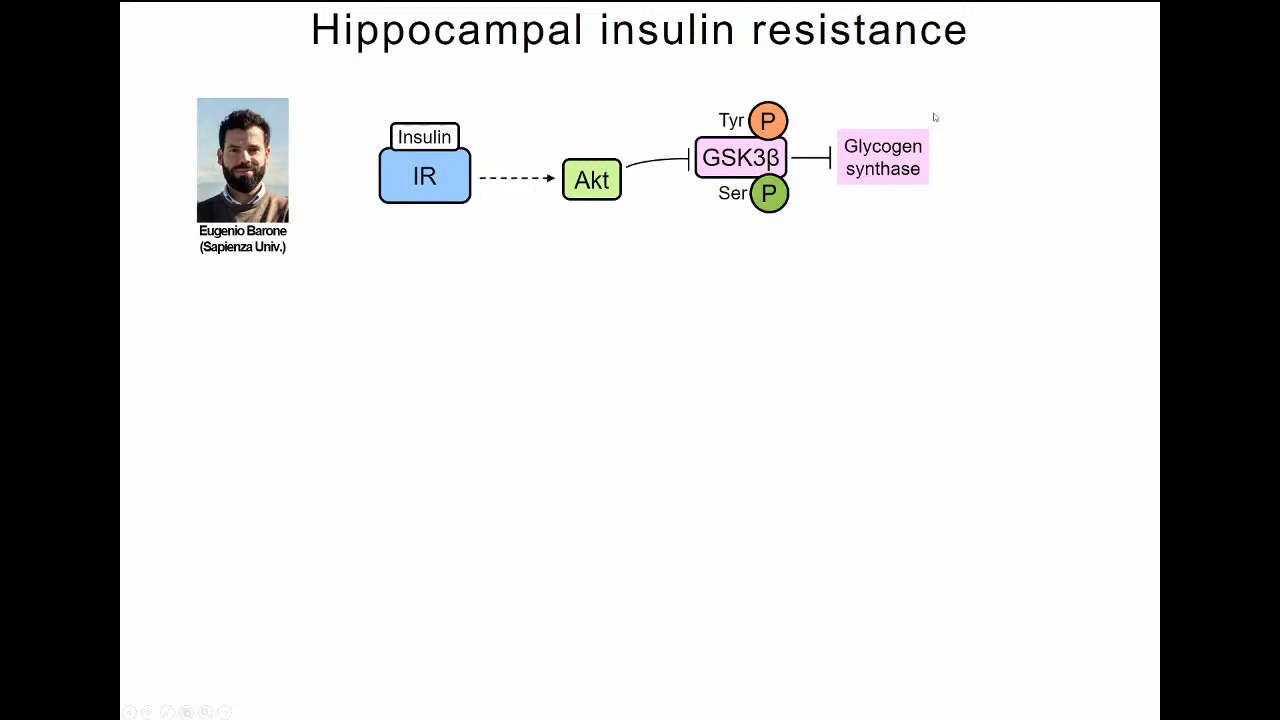 Hippocampal insulin resistance
Eugenio Barone
(Sapienza Univ.)
Insulin
IR
Akt
Tyr P
GSK3β
Ser P
Glycogen
synthase